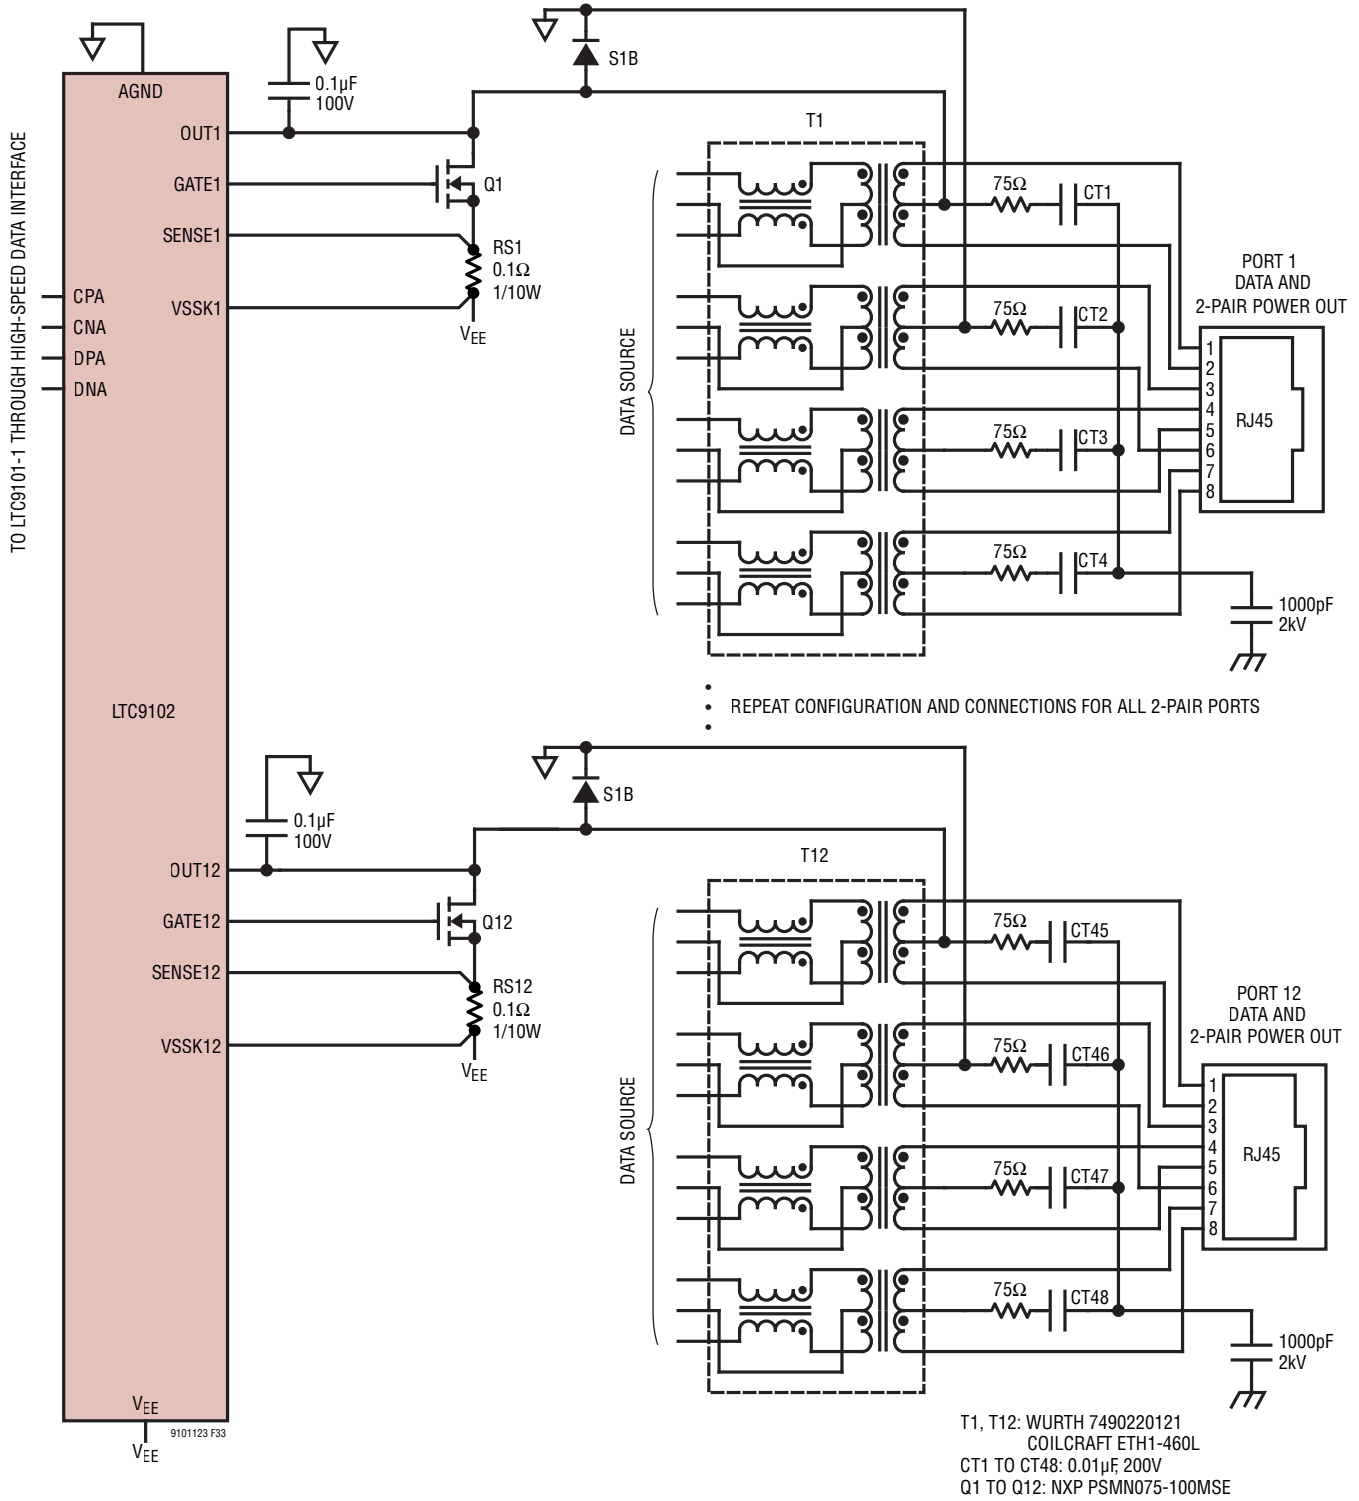 TO LTC9101-1 THROUGH HIGH-SPEED DATA INTERFACE
AGND
OUT1
GATE1
SENSE1
VSSK1
CPA
CNA
DPA
DNA
0.1µF
100V
Q1
RS1
0.1Ω
1/10W
VEE
S1B
T1
DATA SOURCE
75Ω
CT1
75Ω
CT2
75Ω
CT3
75Ω
CT4
PORT 1
DATA AND
2-PAIR POWER OUT
1
2
3
4
5
6
7
8
RJ45
1000pF
2kV
REPEAT CONFIGURATION AND CONNECTIONS FOR ALL 2-PAIR PORTS
LTC9102
0.1µF
100V
OUT12
GATE12
SENSE12
VSSK12
Q12
RS12
0.1Ω
1/10W
VEE
S1B
T12
DATA SOURCE
75Ω
CT45
75Ω
CT46
75Ω
CT47
75Ω
CT48
PORT 12
DATA AND
2-PAIR POWER OUT
1
2
3
4
5
6
7
8
RJ45
1000pF
2kV
VEE
VEE
9101123 F33
T1, T12: WURTH 7490220121
COILCRAFT ETH1-460L
CT1 TO CT48: 0.01µF, 200V
Q1 TO Q12: NXP PSMN075-100MSE